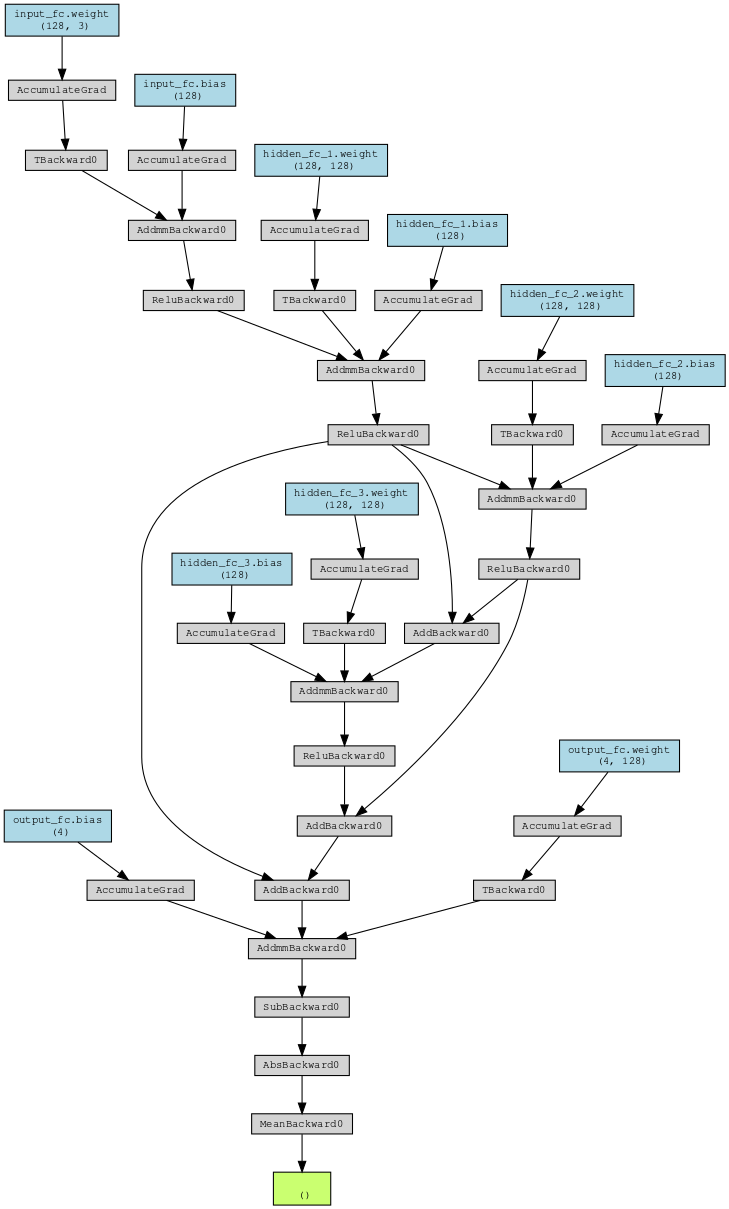 input_fc.weight
(128, 3)
AccumulateGrad
input_fc.bias
(128)
TBackward0
AccumulateGrad
hidden_fc_1.weight
(128, 128)
AddmmBackward0
AccumulateGrad
hidden_fc_1.bias
(128)
ReluBackward0
TBackward0
AccumulateGrad
hidden_fc_2.weight
(128, 128)
AddmmBackward0
AccumulateGrad
hidden_fc_2.bias
(128)
ReluBackward0
TBackward0
AccumulateGrad
hidden_fc_3.weight
(128, 128)
AddmmBackward0
hidden_fc_3.bias
(128)
AccumulateGrad
ReluBackward0
AccumulateGrad
TBackward0
AddBackward0
AddmmBackward0
ReluBackward0
output_fc.weight
(4, 128)
output_fc.bias
(4)
AddBackward0
AccumulateGrad
AccumulateGrad
AddBackward0
TBackward0
AddmmBackward0
SubBackward0
AbsBackward0
MeanBackward0
()